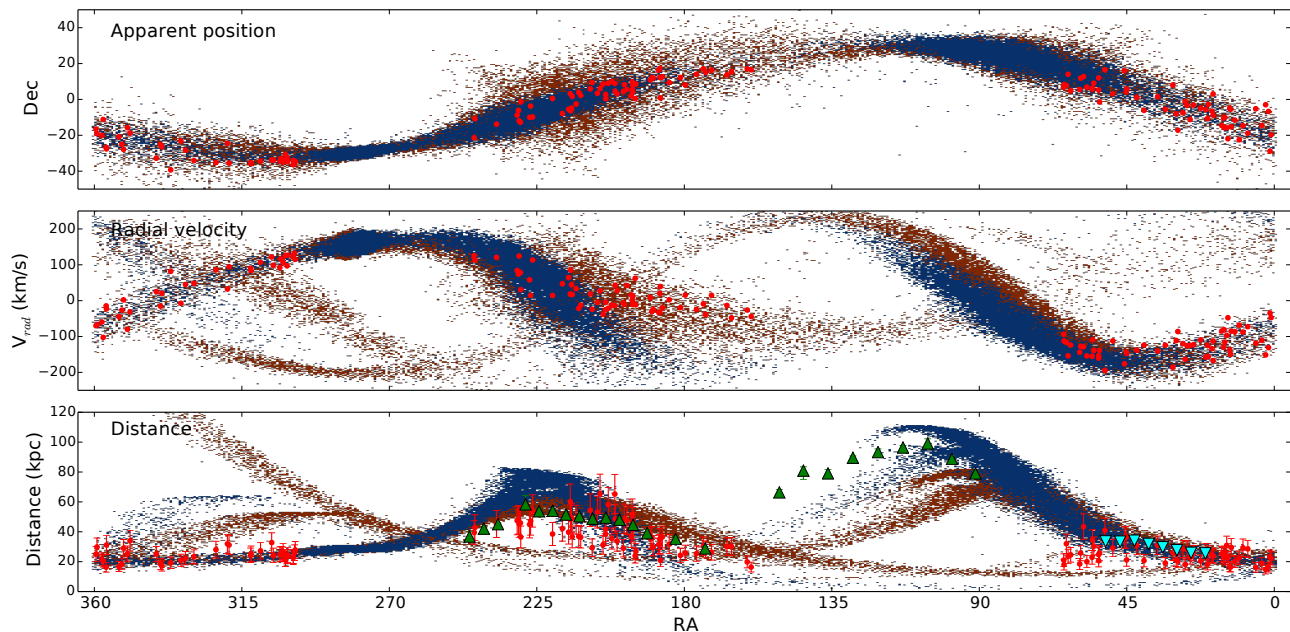 Apparent position
Dec
40
20
0
−20
−40
Radial velocity
V_rad (km/s)
200
100
0
−100
−200
Distance
Distance (kpc)
120
100
80
60
40
20
0
360 315 270 225 180 135 90 45 0
RA